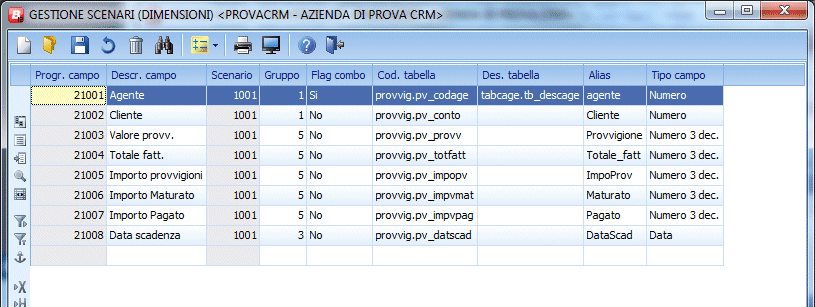 GESTIONE SCENARI (DIMENSIONI) <PROVACRM - AZIENDA DI PROVA CRM>
Progr. campo Descr. campo Scenario Gruppo Flag combo Cod. tabella Des. tabella Alias Tipo campo
21001 Agente 1001 1 Si provvig.pv_codage tabcage.tb_descage agente Numero
21002 Cliente 1001 1 No provvig.pv_conto Cliente Numero
21003 Valore provv. 1001 5 No provvig.pv_provv Provvigione Numero 3 dec.
21004 Totale fatt. 1001 5 No provvig.pv_totfatt Totale_fatt Numero 3 dec.
21005 Importo provvigioni 1001 5 No provvig.pv_impopv ImpoProv Numero 3 dec.
21006 Importo Maturato 1001 5 No provvig.pv_impvmat Maturato Numero 3 dec.
21007 Importo Pagato 1001 5 No provvig.pv_impvpag Pagato Numero 3 dec.
21008 Data scadenza 1001 3 No provvig.pv_datscad DataScad Data